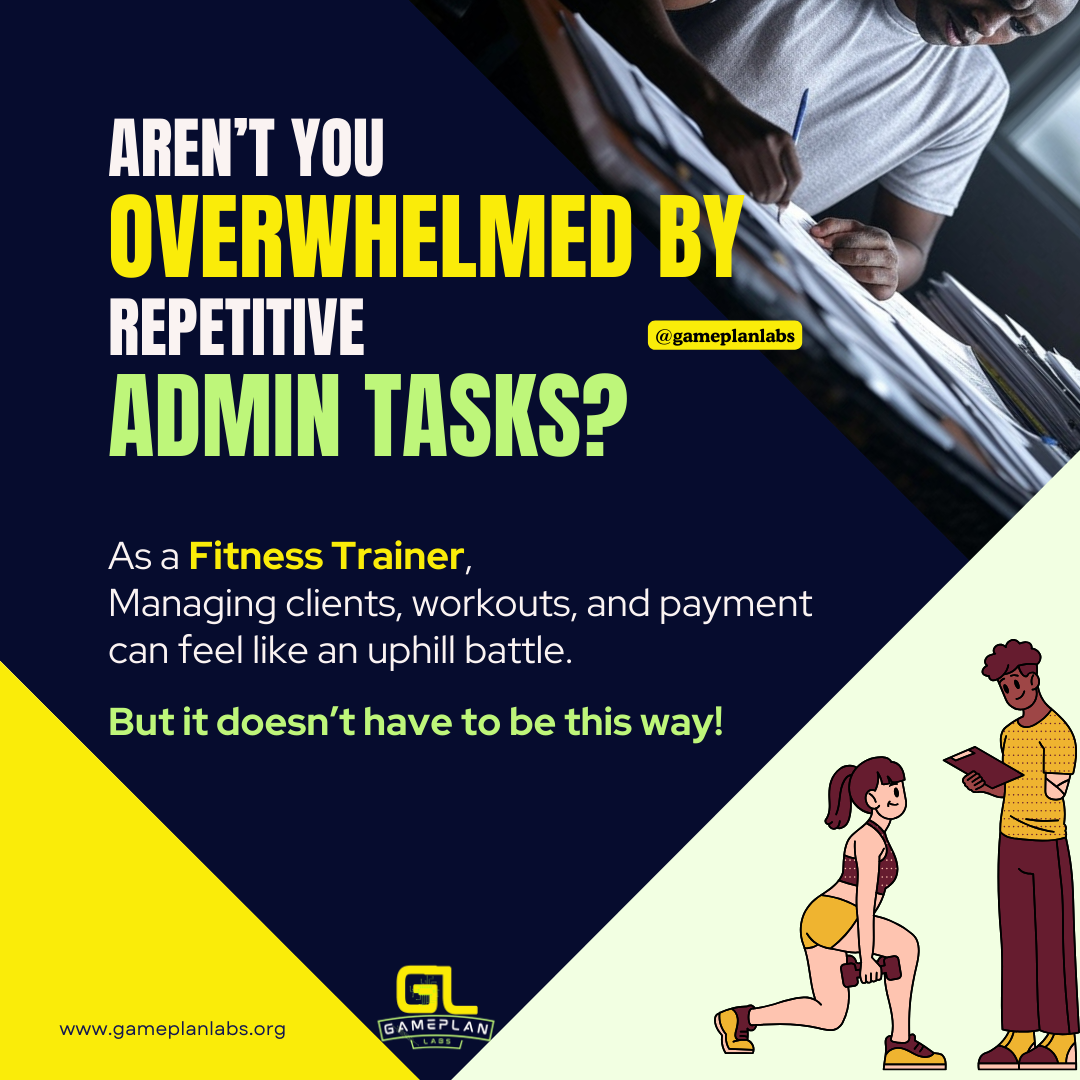 AREN’T YOU
OVERWHELMED BY
REPETITIVE
@gameplanlabs
ADMIN TASKS?
As a Fitness Trainer,
Managing clients, workouts, and payment
can feel like an uphill battle.
But it doesn’t have to be this way!
GL
GAMEPLAN
LABS
www.gameplanlabs.org